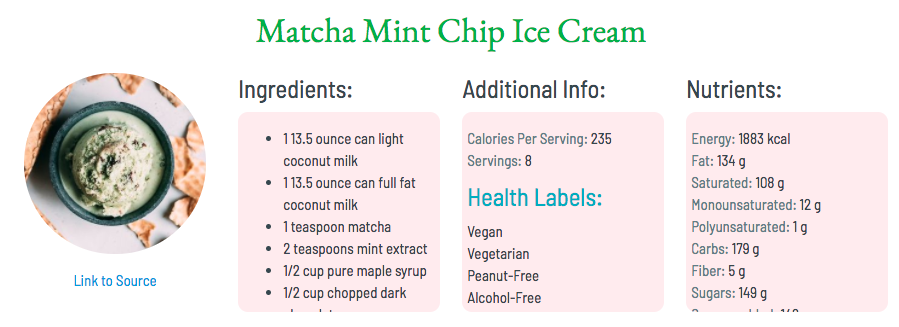 Matcha Mint Chip Ice Cream
Ingredients:
1 13.5 ounce can light
coconut milk
1 13.5 ounce can full fat
coconut milk
1 teaspoon matcha
2 teaspoons mint extract
1/2 cup pure maple syrup
1/2 cup chopped dark
Additional Info:
Calories Per Serving: 235
Servings: 8
Health Labels:
Vegan
Vegetarian
Peanut-Free
Alcohol-Free
Nutrients:
Energy: 1883 kcal
Fat: 134 g
Saturated: 108 g
Monounsaturated: 12 g
Polyunsaturated: 1 g
Carbs: 179 g
Fiber: 5 g
Sugars: 149 g
Link to Source